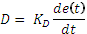 D = K_D de(t)/dt